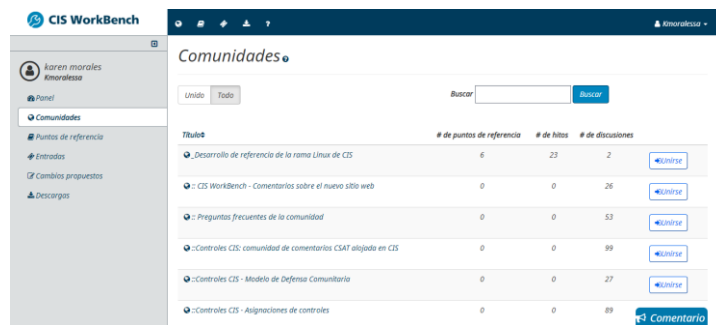 CIS WorkBench
Kmoralessa
karen morales
Kmoralessa
Panel
Comunidades
Puntos de referencia
Entradas
Cambios propuestos
Descargas
Comunidades
Unido Todo Buscar Buscar
Título # de puntos de referencia # de hitos # de discusiones
_Desarrollo de referencia de la rama Linux de CIS 6 23 2 Unirse
:: CIS WorkBench - Comentarios sobre el nuevo sitio web 0 0 26 Unirse
:: Preguntas frecuentes de la comunidad 0 0 53 Unirse
::Controles CIS: comunidad de comentarios CSAT alojada en CIS 0 0 99 Unirse
::Controles CIS - Modelo de Defensa Comunitaria 0 0 27 Unirse
::Controles CIS - Asignaciones de controles 0 0 89
Comentario